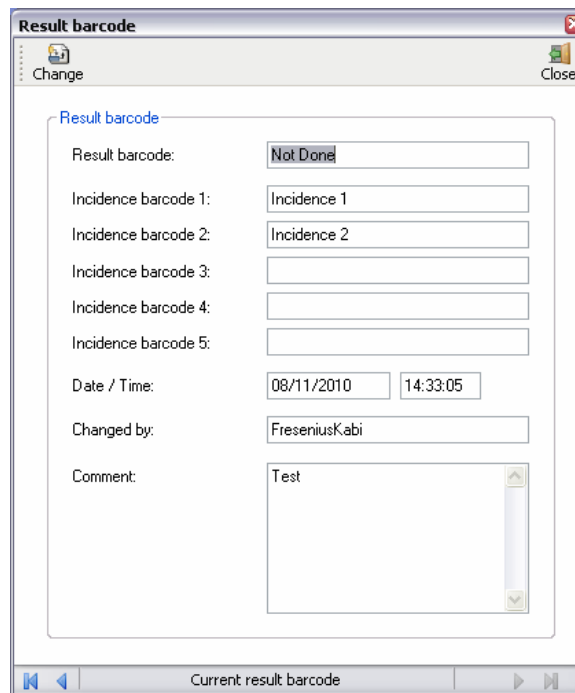 Result barcode
Change
Close
Result barcode
Result barcode: Not Done
Incidence barcode 1: Incidence 1
Incidence barcode 2: Incidence 2
Incidence barcode 3:
Incidence barcode 4:
Incidence barcode 5:
Date / Time: 08/11/2010 14:33:05
Changed by: FreseniusKabi
Comment: Test
Current result barcode